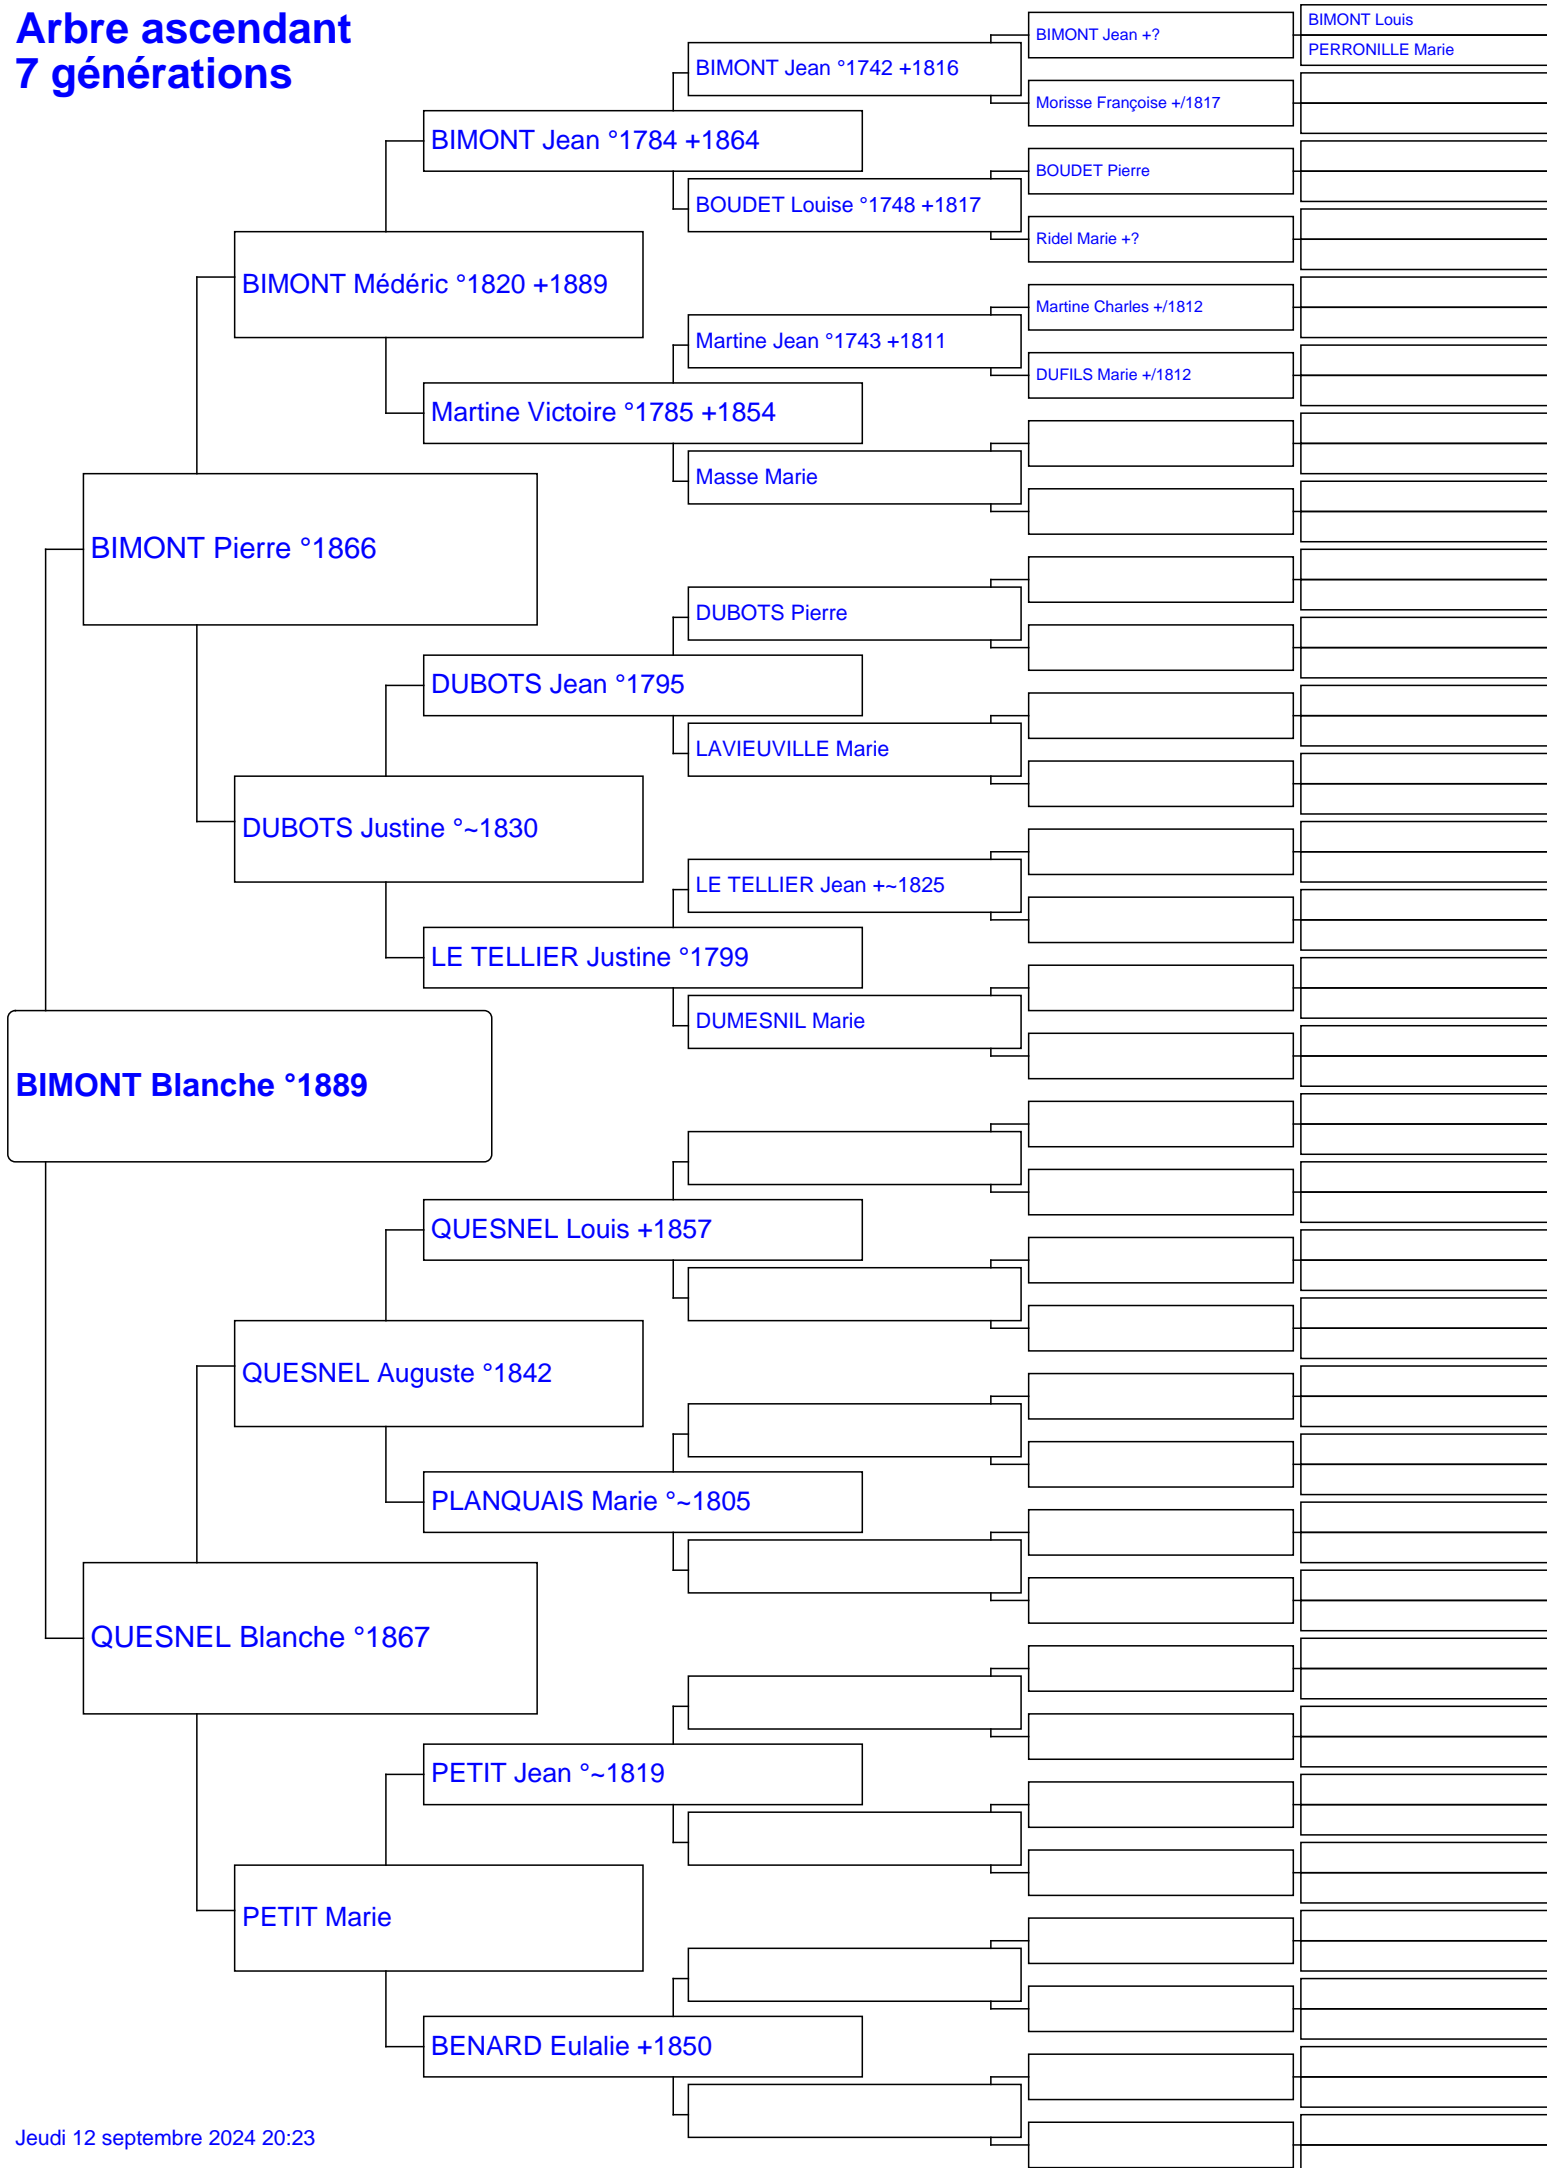 Arbre ascendant
7 générations
BIMONT Louis
BIMONT Jean +?
PERRONILLE Marie
BIMONT Jean °1742 +1816
Morisse Françoise +/1817
BIMONT Jean °1784 +1864
BOUDET Pierre
BOUDET Louise °1748 +1817
Ridel Marie +?
BIMONT Médéric °1820 +1889
Martine Charles +/1812
Martine Jean °1743 +1811
DUFILS Marie +/1812
Martine Victoire °1785 +1854
Masse Marie
BIMONT Pierre °1866
DUBOTS Pierre
DUBOTS Jean °1795
LAVIEUVILLE Marie
DUBOTS Justine °~1830
LE TELLIER Jean +~1825
LE TELLIER Justine °1799
DUMESNIL Marie
BIMONT Blanche °1889
QUESNEL Louis +1857
QUESNEL Auguste °1842
PLANQUAIS Marie °~1805
QUESNEL Blanche °1867
PETIT Jean °~1819
PETIT Marie
BENARD Eulalie +1850
Jeudi 12 septembre 2024 20:23